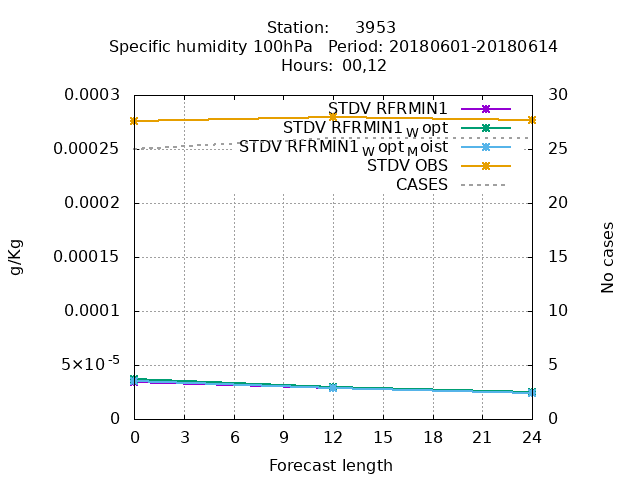 Station: 3953
Specific humidity 100hPa Period: 20180601-20180614
Hours: 00,12
0.0003 30
STDV RFRMIN1
STDV RFRMIN1_W opt
STDV RFRMIN1_W opt_M oist
STDV OBS
CASES
0.00025 25
0.0002 20
0.00015 15
0.0001 10
5×10^-5 5
0 0
g/Kg
No cases
0 3 6 9 12 15 18 21 24
Forecast length